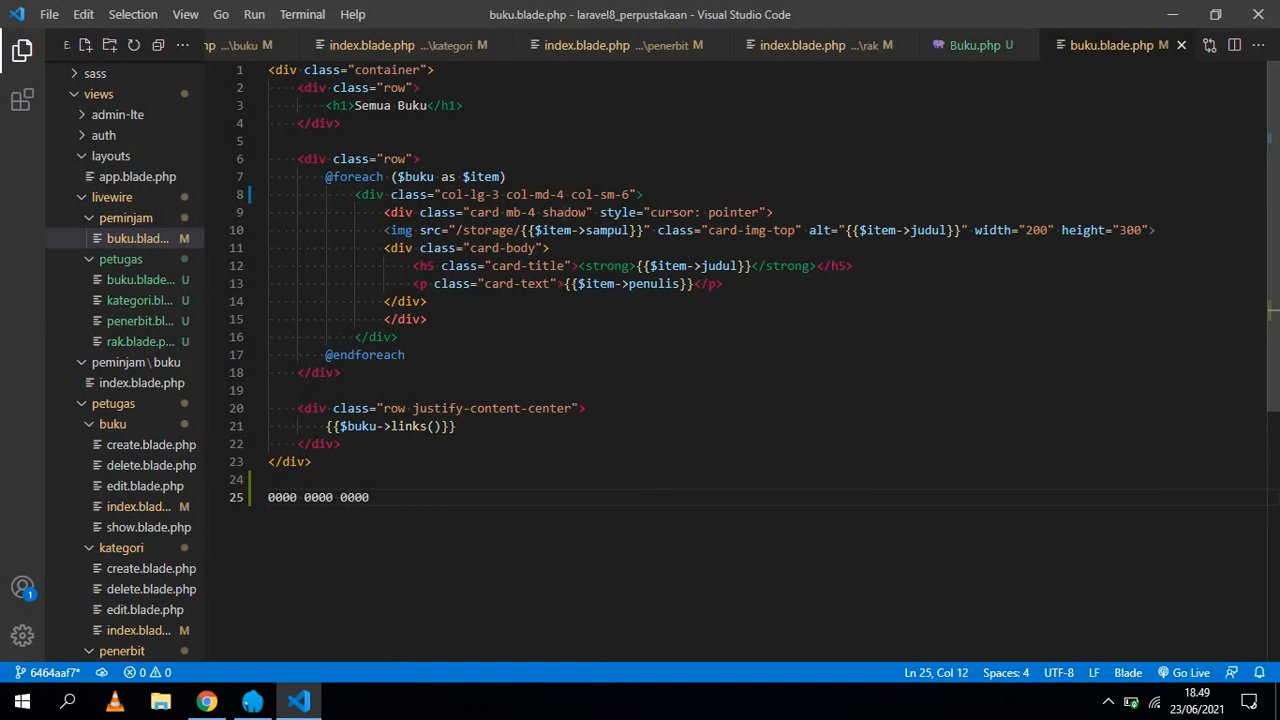 File Edit Selection View Go Run Terminal Help
buku.blade.php - laravel8_perpustakaan - Visual Studio Code
E.
hp ...\buku M
index.blade.php ...\kategori M
index.blade.php ...\penerbit M
index.blade.php ...\rak M
Buku.php U
buku.blade.php M
sass
views
admin-lte
auth
layouts
app.blade.php
livewire
peminjam
buku.blad... M
petugas
buku.blade... U
kategori.bl... U
penerbit.bl... U
rak.blade.p... U
peminjam\buku
index.blade.php
petugas
buku
create.blade.php
delete.blade.php
edit.blade.php
index.blad... M
show.blade.php
kategori
create.blade.php
delete.blade.php
edit.blade.php
index.blad... M
penerbit
1 <div class="container">
2 <div class="row">
3 <h1>Semua Buku</h1>
4 </div>
5
6 <div class="row">
7 @foreach ($buku as $item)
8 <div class="col-lg-3 col-md-4 col-sm-6">
9 <div class="card mb-4 shadow" style="cursor: pointer">
10 <img src="/storage/{{$item->sampul}}" class="card-img-top" alt="{{$item->judul}}" width="200" height="300">
11 <div class="card-body">
12 <h5 class="card-title"><strong>{{$item->judul}}</strong></h5>
13 <p class="card-text">{{$item->penulis}}</p>
14 </div>
15 </div>
16 </div>
17 @endforeach
18 </div>
19
20 <div class="row justify-content-center">
21 {{$buku->links()}}
22 </div>
23 </div>
24
25 0000 0000 0000
1
6464aaf7* 0 0
Ln 25, Col 12 Spaces: 4 UTF-8 LF Blade Go Live
18.49
23/06/2021